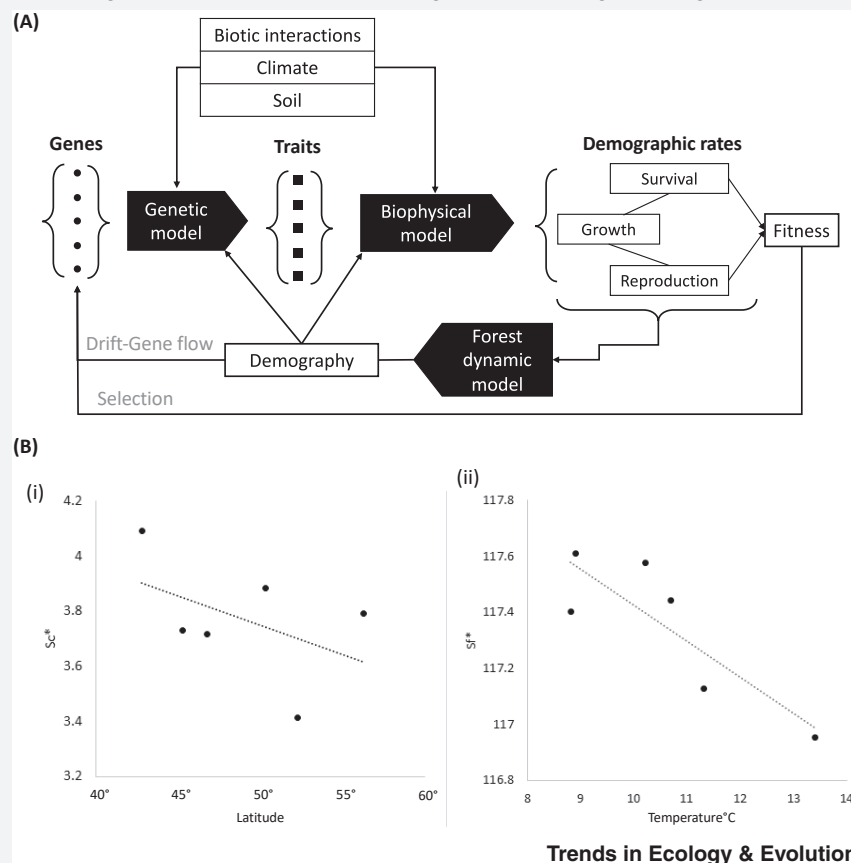 (A)
Biotic interactions
Climate
Soil
Genes
Traits
Demographic rates
Genetic
model
Biophysical
model
Survival
Growth
Reproduction
Fitness
Drift-Gene flow
Demography
Forest
dynamic
model
Selection
(B)
(i)
4.2
4
3.8
3.6
3.4
3.2
Sc*
40°
45°
50°
55°
60°
Latitude
(ii)
117.8
117.6
117.4
117.2
117
116.8
Sf*
8
9
10
11
12
13
14
Temperature°C
Trends in Ecology & Evolution